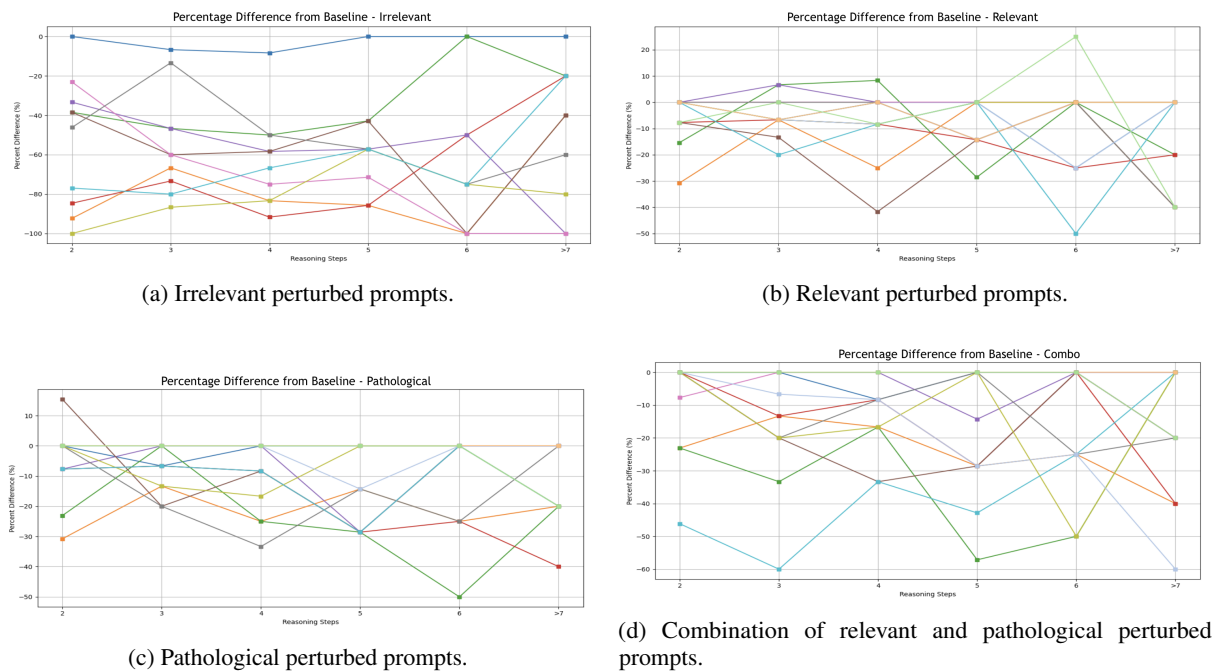 Percentage Difference from Baseline - Irrelevant
Percent Difference (%)
0
−20
−40
−60
−80
−100
2 3 4 5 6 >7
Reasoning Steps
(a) Irrelevant perturbed prompts.
Percentage Difference from Baseline - Relevant
Percent Difference (%)
20
10
0
−10
−20
−30
−40
−50
2 3 4 5 6 >7
Reasoning Steps
(b) Relevant perturbed prompts.
Percentage Difference from Baseline - Pathological
Percent Difference (%)
10
0
−10
−20
−30
−40
−50
2 3 4 5 6 >7
Reasoning Steps
(c) Pathological perturbed prompts.
Percentage Difference from Baseline - Combo
Percent Difference (%)
0
−10
−20
−30
−40
−50
−60
2 3 4 5 6 >7
Reasoning Steps
(d) Combination of relevant and pathological perturbed
prompts.